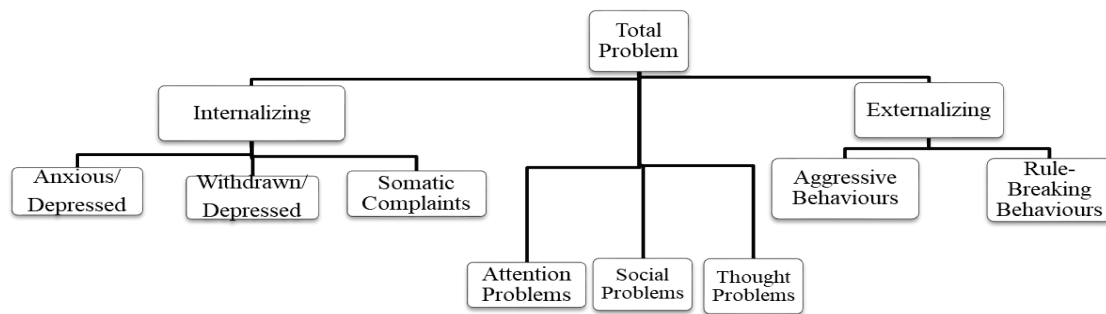 Total
Problem
Internalizing
Externalizing
Anxious/
Depressed
Withdrawn/
Depressed
Somatic
Complaints
Aggressive
Behaviours
Rule-
Breaking
Behaviours
Attention
Problems
Social
Problems
Thought
Problems